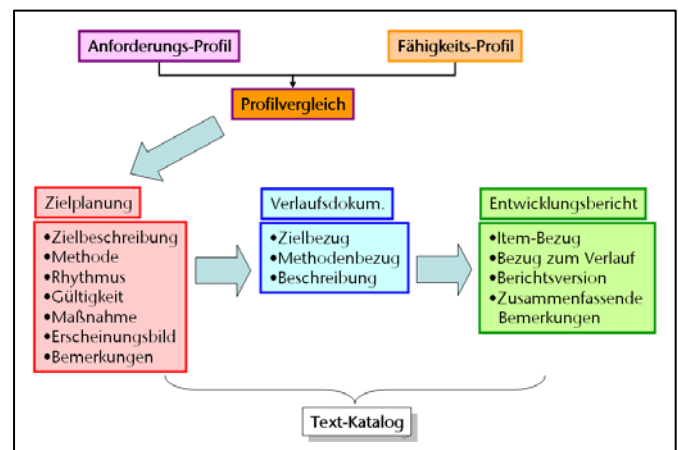 Anforderungs-Profil
Fähigkeits-Profil
Profilvergleich
Zielplanung
•Zielbeschreibung
•Methode
•Rhythmus
•Gültigkeit
•Maßnahme
•Erscheinungsbild
•Bemerkungen
Verlaufsdokum.
•Zielbezug
•Methodenbezug
•Beschreibung
Entwicklungsbericht
•Item-Bezug
•Bezug zum Verlauf
•Berichtsversion
•Zusammenfassende
Bemerkungen
Text-Katalog